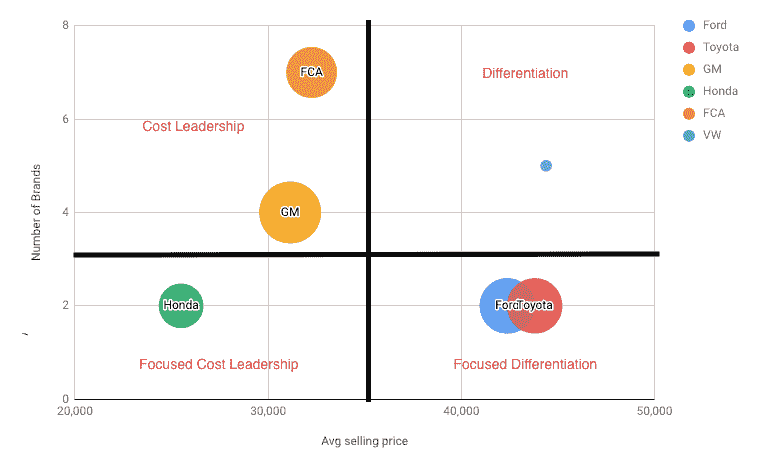 8
Ford
Toyota
GM
Honda
FCA
VW
FCA
Differentiation
6
Cost Leadership
Number of Brands
4
GM
2
Honda
Ford
Toyota
Focused Cost Leadership
Focused Differentiation
0
20,000
30,000
40,000
50,000
Avg selling price